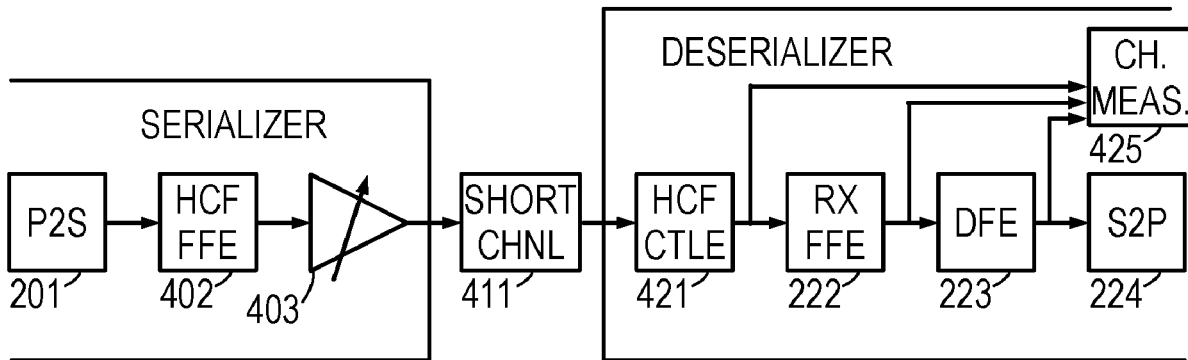 DESERIALIZER
CH.
MEAS.
425
SERIALIZER
P2S
201
HCF
FFE
402
403
SHORT
CHNL
411
HCF
CTLE
421
RX
FFE
222
DFE
223
S2P
224